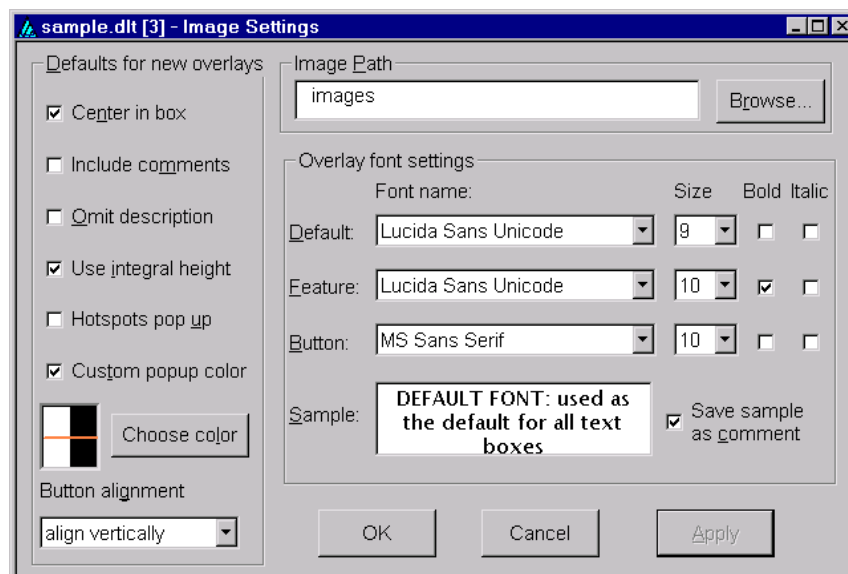 sample.dlt [3] - Image Settings
Defaults for new overlays
Center in box
Include comments
Omit description
Use integral height
Hotspots pop up
Custom popup color
Choose color
Button alignment
align vertically
Image Path
images
Browse...
Overlay font settings
Font name: Size Bold Italic
Default: Lucida Sans Unicode 9
Feature: Lucida Sans Unicode 10
Button: MS Sans Serif 10
Sample:
DEFAULT FONT: used as
the default for all text
boxes
Save sample
as comment
OK Cancel Apply